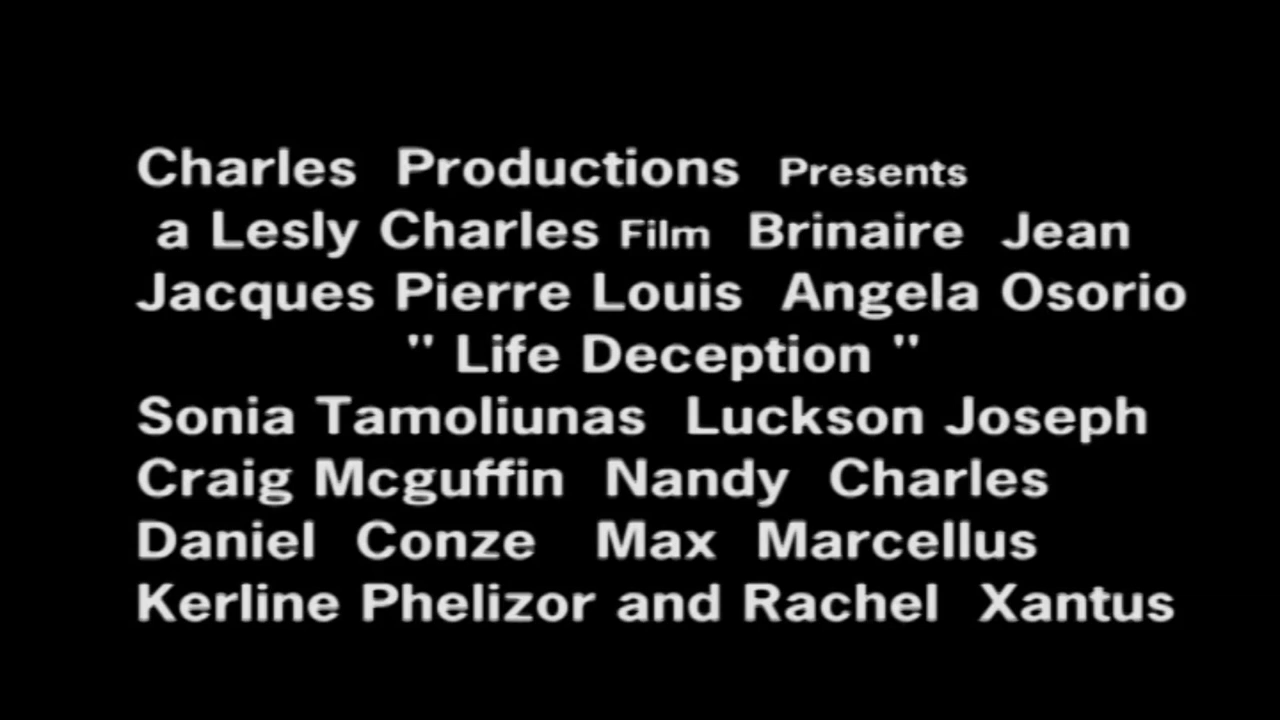 Charles Productions Presents
a Lesly Charles Film Brinaire Jean
Jacques Pierre Louis Angela Osorio
" Life Deception "
Sonia Tamoliunas Luckson Joseph
Craig Mcguffin Nandy Charles
Daniel Conze Max Marcellus
Kerline Phelizor and Rachel Xantus